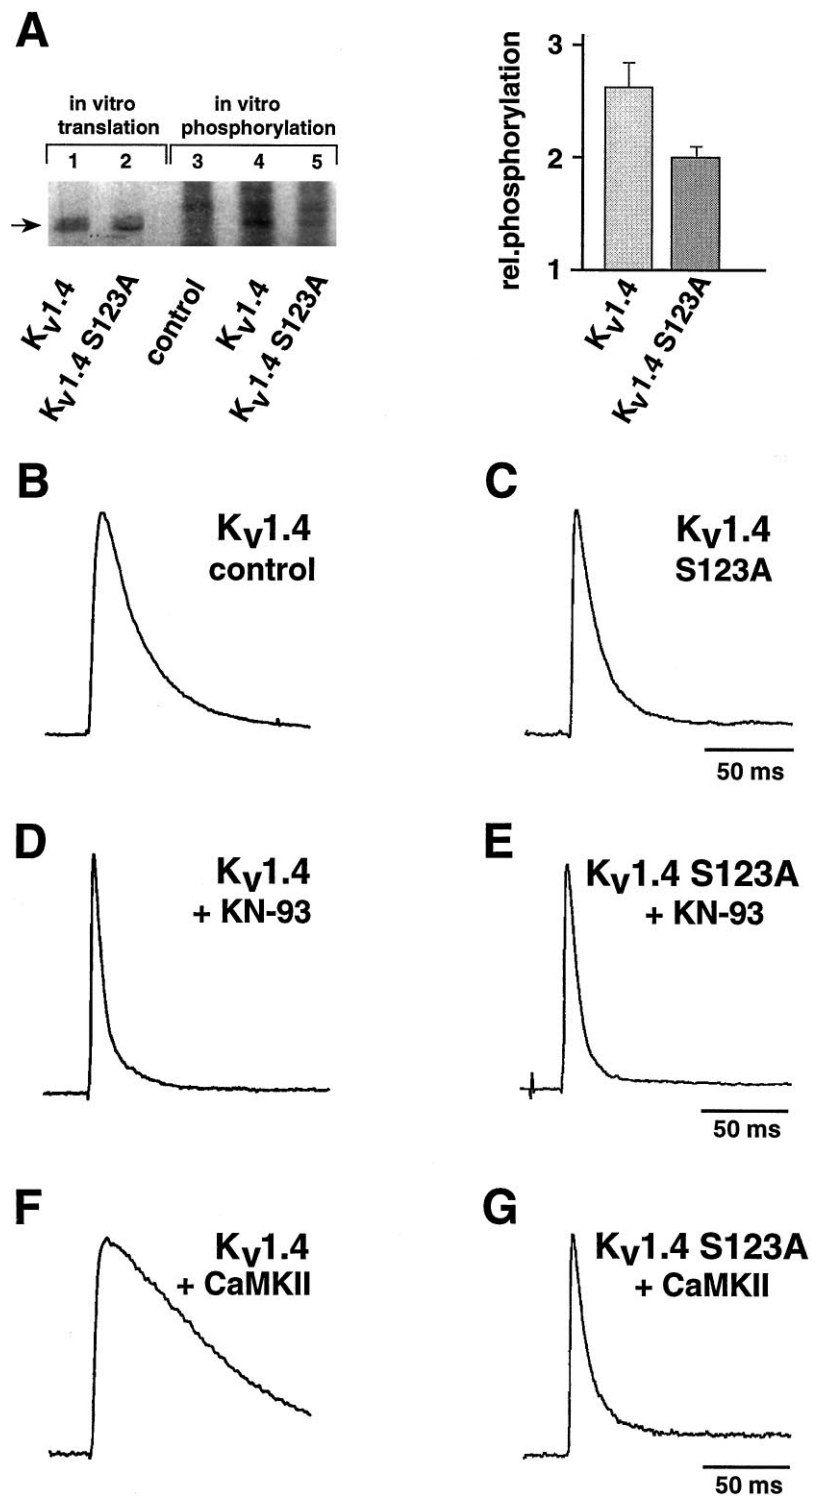 A
in vitro
translation
in vitro
phosphorylation
1 2 3 4 5
Kv1.4
Kv1.4 S123A
control
Kv1.4
Kv1.4 S123A
rel.phosphorylation
3
2
1
Kv1.4
Kv1.4 S123A
B
Kv1.4
control
C
Kv1.4
S123A
50 ms
D
Kv1.4
+ KN-93
E
Kv1.4 S123A
+ KN-93
50 ms
F
Kv1.4
+ CaMKII
G
Kv1.4 S123A
+ CaMKII
50 ms